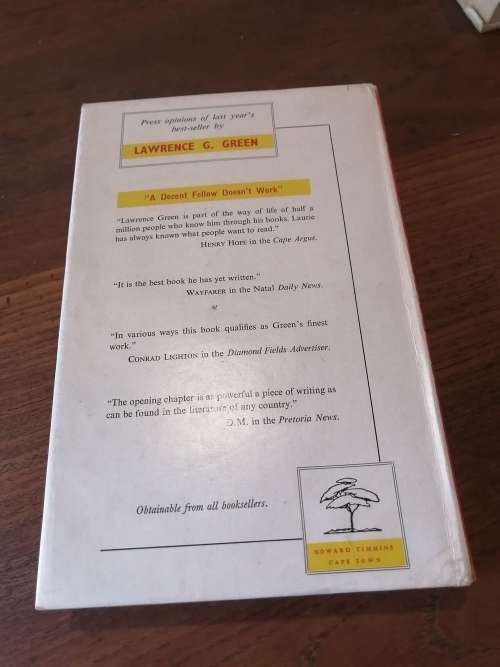 Press opinions of last year's
best-seller by
LAWRENCE G. GREEN
"A Decent Fellow Doesn't Work"
"Lawrence Green is part of the way of life of half a
million people who know him through his books. Laurie
has always known what people want to read."
HENRY HOPE in the Cape Argus.
"It is the best book he has yet written."
WAYFARER in the Natal Daily News.
"In various ways this book qualifies as Green's finest
work."
CONRAD LIGHTON in the Diamond Fields Advertiser.
"The opening chapter is as powerful a piece of writing as
can be found in the literature of any country."
D.M. in the Pretoria News.
Obtainable from all booksellers.
HOWARD TIMMINS
CAPE TOWN